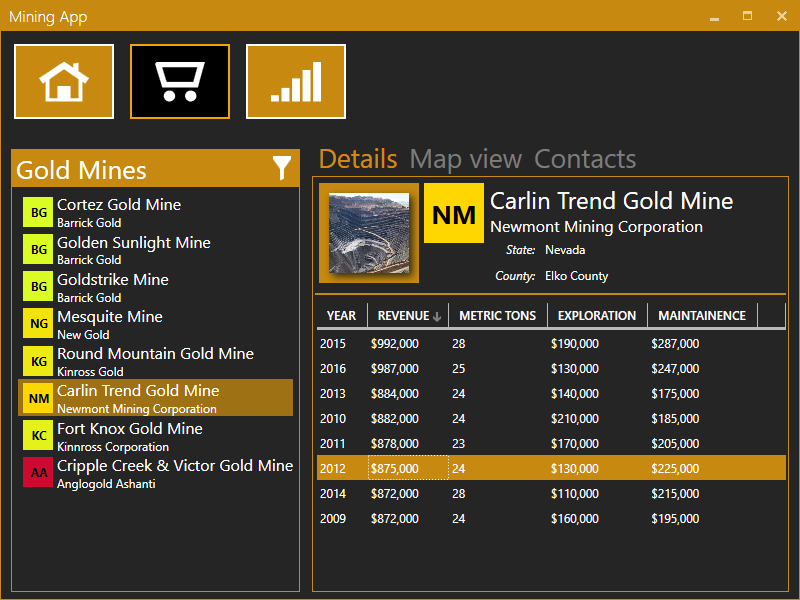 Mining App
Gold Mines
BG
Cortez Gold Mine
Barrick Gold
BG
Golden Sunlight Mine
Barrick Gold
BG
Goldstrike Mine
Barrick Gold
NG
Mesquite Mine
New Gold
KG
Round Mountain Gold Mine
Kinross Gold
NM
Carlin Trend Gold Mine
Newmont Mining Corporation
KC
Fort Knox Gold Mine
Kinnross Corporation
AA
Cripple Creek & Victor Gold Mine
Anglogold Ashanti
Details Map view Contacts
NM
Carlin Trend Gold Mine
Newmont Mining Corporation
State: Nevada
County: Elko County
YEAR REVENUE METRIC TONS EXPLORATION MAINTAINENCE
2015 $992,000 28 $190,000 $287,000
2016 $987,000 25 $130,000 $247,000
2013 $884,000 24 $140,000 $175,000
2010 $882,000 24 $210,000 $185,000
2011 $878,000 23 $170,000 $205,000
2012 $875,000 24 $130,000 $225,000
2014 $872,000 28 $110,000 $215,000
2009 $872,000 24 $160,000 $195,000